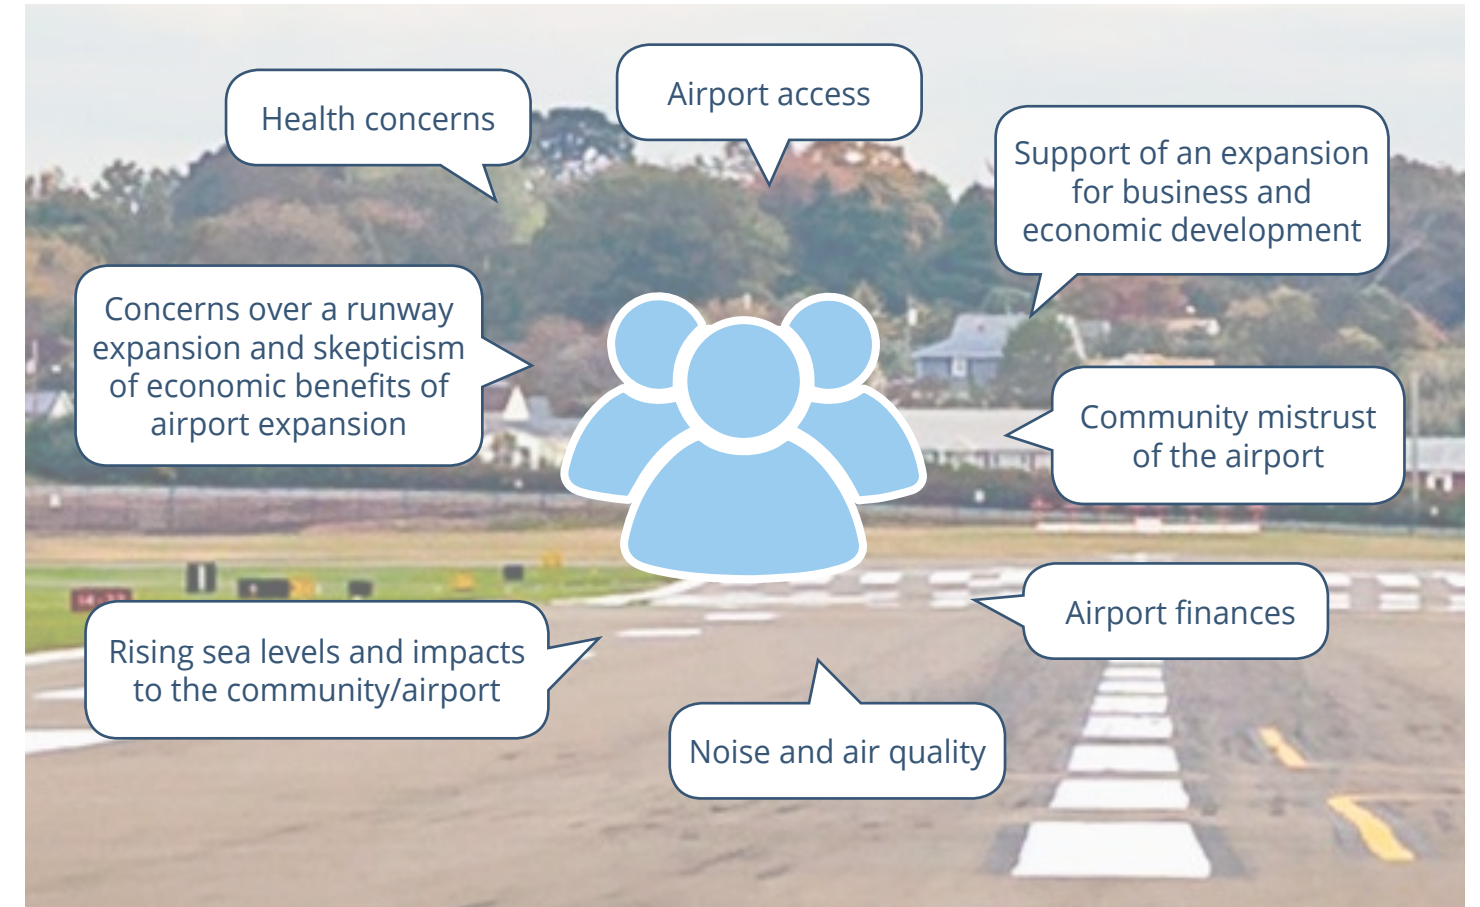 Health concerns
Airport access
Support of an expansion
for business and
economic development
Concerns over a runway
expansion and skepticism
of economic benefits of
airport expansion
Community mistrust
of the airport
Airport finances
Rising sea levels and impacts
to the community/airport
Noise and air quality